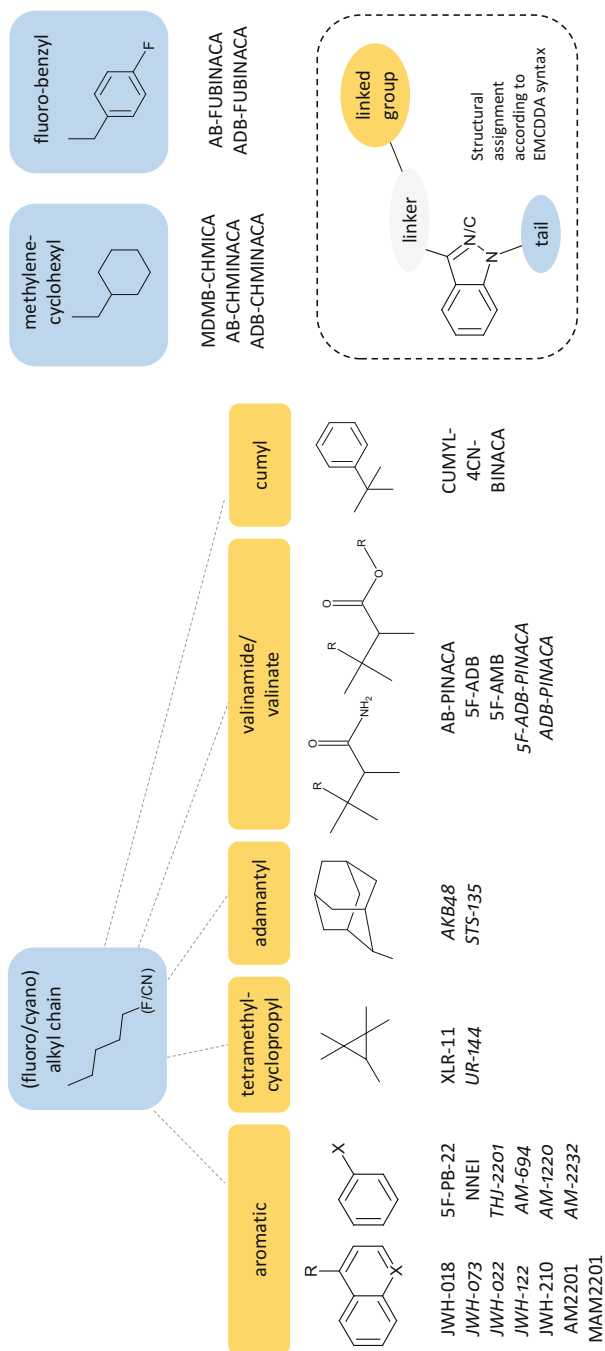 (fluoro/cyano)
alkyl chain
(F/CN)
methylene-
cyclohexyl
fluoro-benzyl
F
aromatic
tetramethyl-
cyclopropyl
adamantyl
valinamide/
valinate
cumyl
R
X
X
R
O
NH2
R
O
O
R
JWH-018
JWH-073
JWH-022
JWH-122
JWH-210
AM2201
MAM2201
5F-PB-22
NNEI
THJ-2201
AM-694
AM-1220
AM-2232
XLR-11
UR-144
AKB48
STS-135
AB-PINACA
5F-ADB
5F-AMB
5F-ADB-PINACA
ADB-PINACA
CUMYL-
4CN-
BINACA
MDMB-CHMICA
AB-CHMINACA
ADB-CHMINACA
AB-FUBINACA
ADB-FUBINACA
linked
group
linker
N/C
N
tail
Structural
assignment
according to
EMCDDA syntax